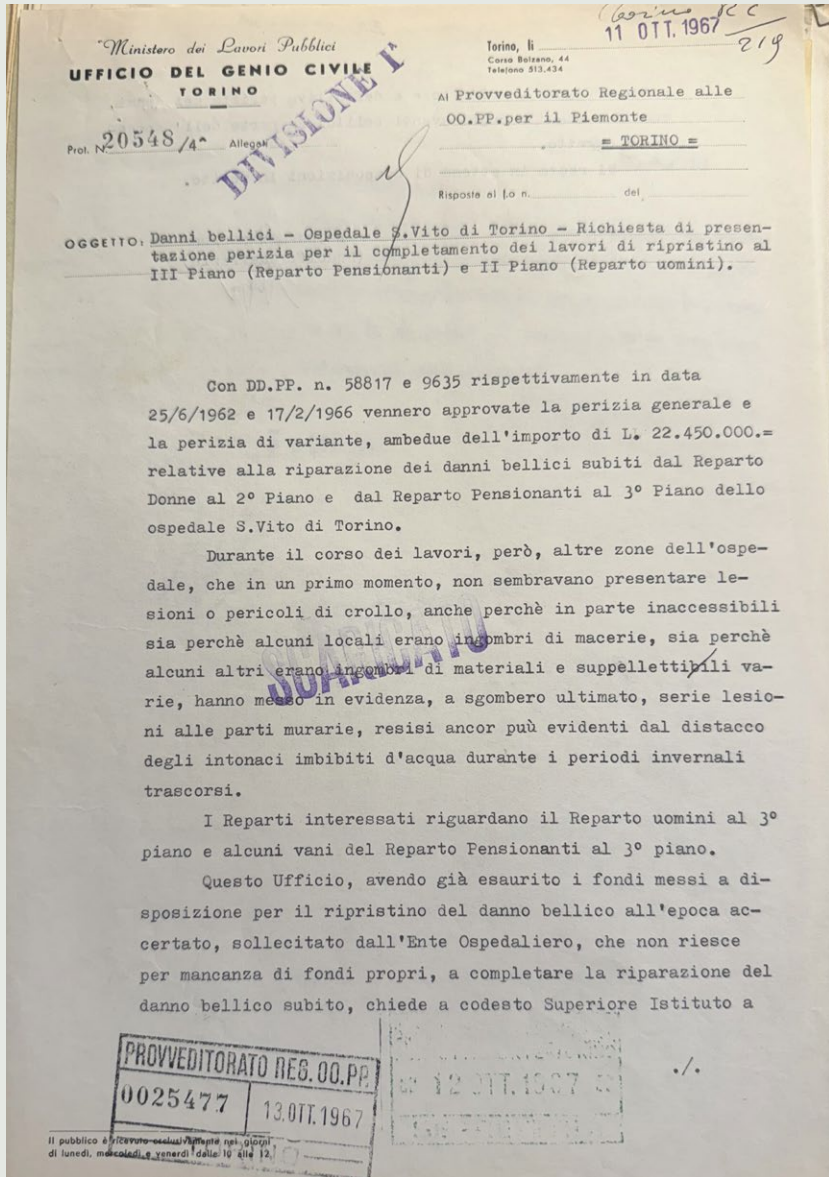 Ministero dei Lavori Pubblici
UFFICIO DEL GENIO CIVILE
TORINO
Prot. N. 20548 /4^ Allegati
DIVISIONE Iª
Torino RC
219
Torino, li 11 OTT. 1967
Corso Bolzano, 44
Telefono 513.434
Al Provveditorato Regionale alle
OO.PP.per il Piemonte
= TORINO =
Risposta al f.o n. del
OGGETTO: Danni bellici - Ospedale S.Vito di Torino - Richiesta di presen-
tazione perizia per il completamento dei lavori di ripristino al
III Piano (Reparto Pensionanti) e II Piano (Reparto uomini).
Con DD.PP. n. 58817 e 9635 rispettivamente in data
25/6/1962 e 17/2/1966 vennero approvate la perizia generale e
la perizia di variante, ambedue dell'importo di L. 22.450.000.=
relative alla riparazione dei danni bellici subiti dal Reparto
Donne al 2° Piano e dal Reparto Pensionanti al 3° Piano dello
ospedale S.Vito di Torino.
Durante il corso dei lavori, però, altre zone dell'ospe-
dale, che in un primo momento, non sembravano presentare le-
sioni o pericoli di crollo, anche perchè in parte inaccessibili
sia perchè alcuni locali erano ingombri di macerie, sia perchè
alcuni altri erano ingombri di materiali e suppellettibili va-
rie, hanno messo in evidenza, a sgombero ultimato, serie lesio-
ni alle parti murarie, resisi ancor puù evidenti dal distacco
degli intonaci imbibiti d'acqua durante i periodi invernali
trascorsi.
SCARICATO
I Reparti interessati riguardano il Reparto uomini al 3°
piano e alcuni vani del Reparto Pensionanti al 3° piano.
Questo Ufficio, avendo già esaurito i fondi messi a di-
sposizione per il ripristino del danno bellico all'epoca ac-
certato, sollecitato dall'Ente Ospedaliero, che non riesce
per mancanza di fondi propri, a completare la riparazione del
danno bellico subito, chiede a codesto Superiore Istituto a
./.
PROVVEDITORATO REG. OO.PP.
0025477 13.OTT.1967
12 OTT.1967
Il pubblico è ricevuto esclusivamente nei giorni
di lunedì, mercoledì e venerdì dalle 10 alle 12.